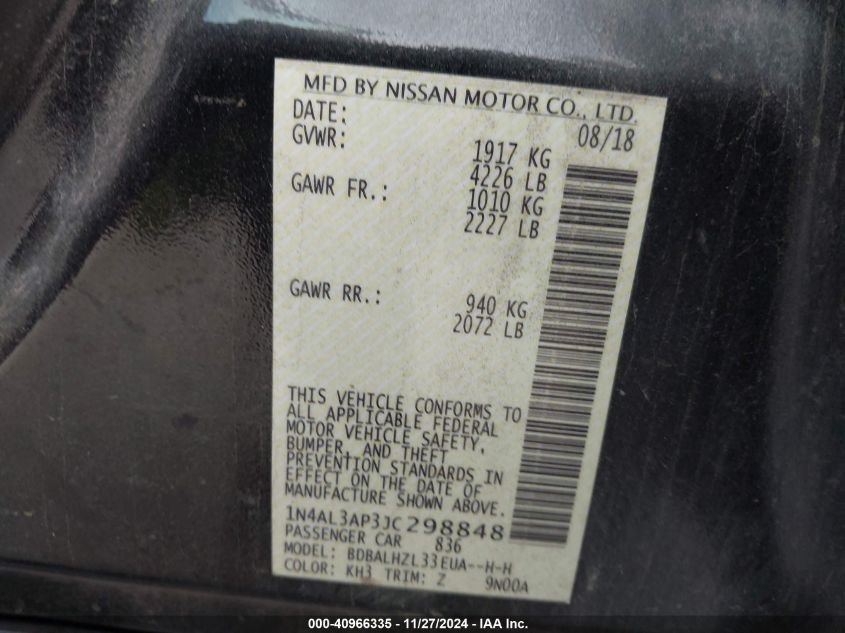 MFD BY NISSAN MOTOR CO., LTD.
DATE: 08/18
GVWR: 1917 KG
4226 LB
GAWR FR.: 1010 KG
2227 LB
GAWR RR.: 940 KG
2072 LB
THIS VEHICLE CONFORMS TO
ALL APPLICABLE FEDERAL
MOTOR VEHICLE SAFETY,
BUMPER, AND THEFT
PREVENTION STANDARDS IN
EFFECT ON THE DATE OF
MANUFACTURE SHOWN ABOVE.
1N4AL3AP3JC298848
PASSENGER CAR 836
MODEL: BDBALHZL33EUA--H-H
COLOR: KH3 TRIM: Z 9N00A
000-40966335 - 11/27/2024 - IAAI Inc.